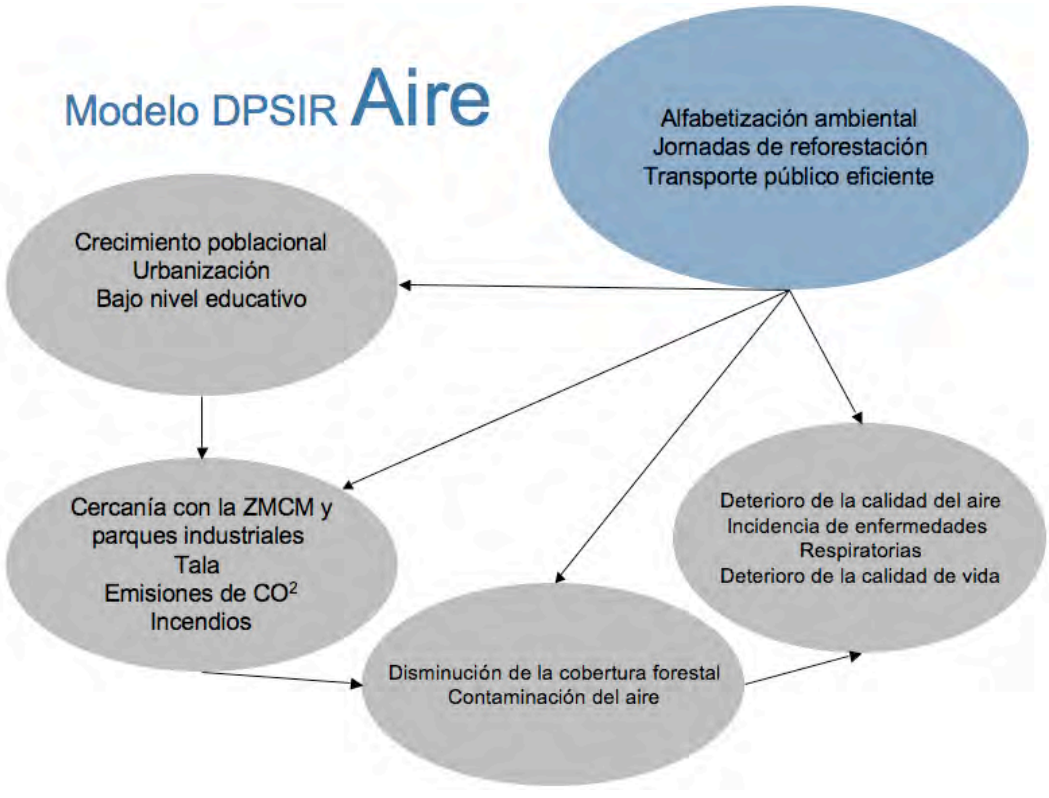 Modelo DPSIR Aire
Alfabetización ambiental
Jornadas de reforestación
Transporte público eficiente
Crecimiento poblacional
Urbanización
Bajo nivel educativo
Cercanía con la ZMCM y
parques industriales
Tala
Emisiones de CO²
Incendios
Disminución de la cobertura forestal
Contaminación del aire
Deterioro de la calidad del aire
Incidencia de enfermedades
Respiratorias
Deterioro de la calidad de vida